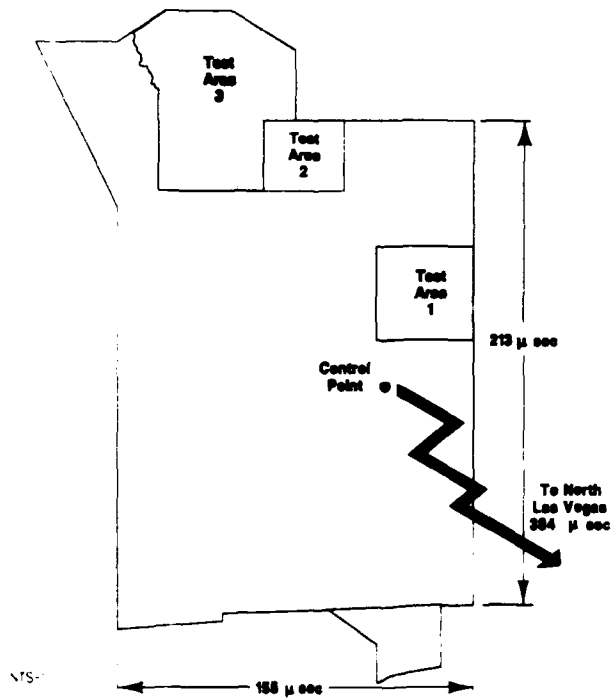 Test
Area
3
Test
Area
2
Test
Area
1
213 μ sec
Control
Point
To North
Las Vegas
384 μ sec
NTS-
155 μ sec